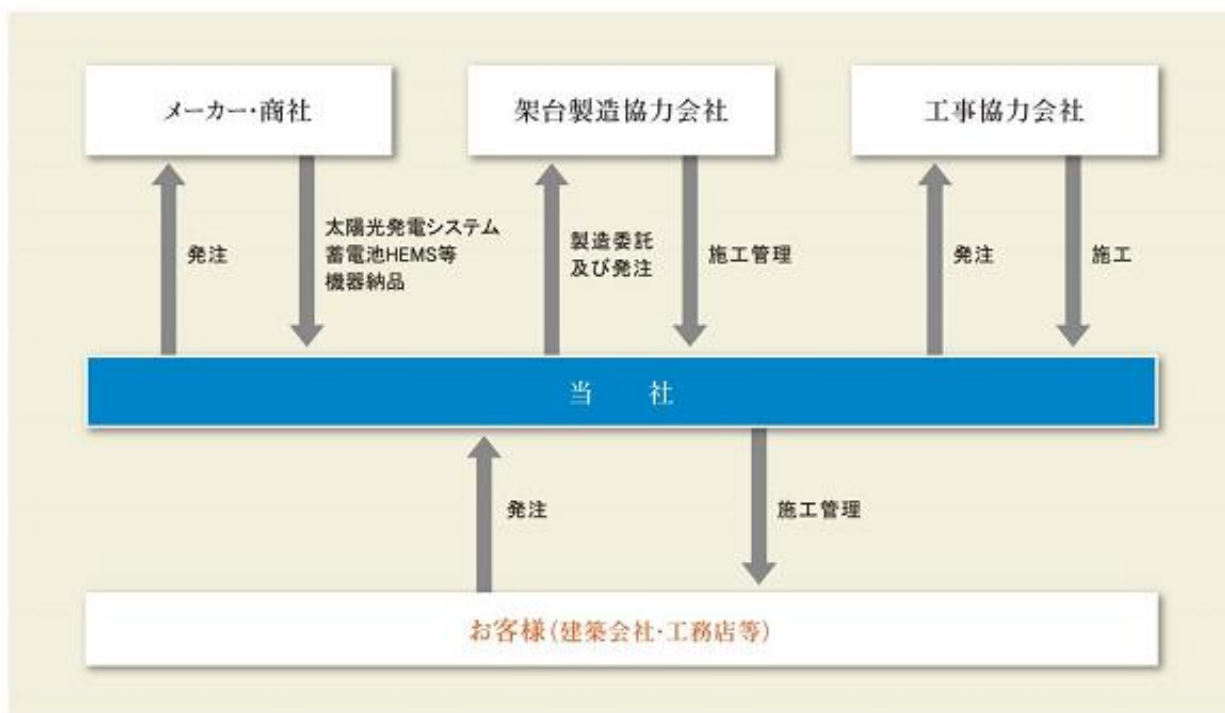 メーカー・商社
架台製造協力会社
工事協力会社
発注
太陽光発電システム
蓄電池HEMS等
機器納品
製造委託
及び発注
施工管理
発注
施工
当　社
発注
施工管理
お客様(建築会社・工務店等)